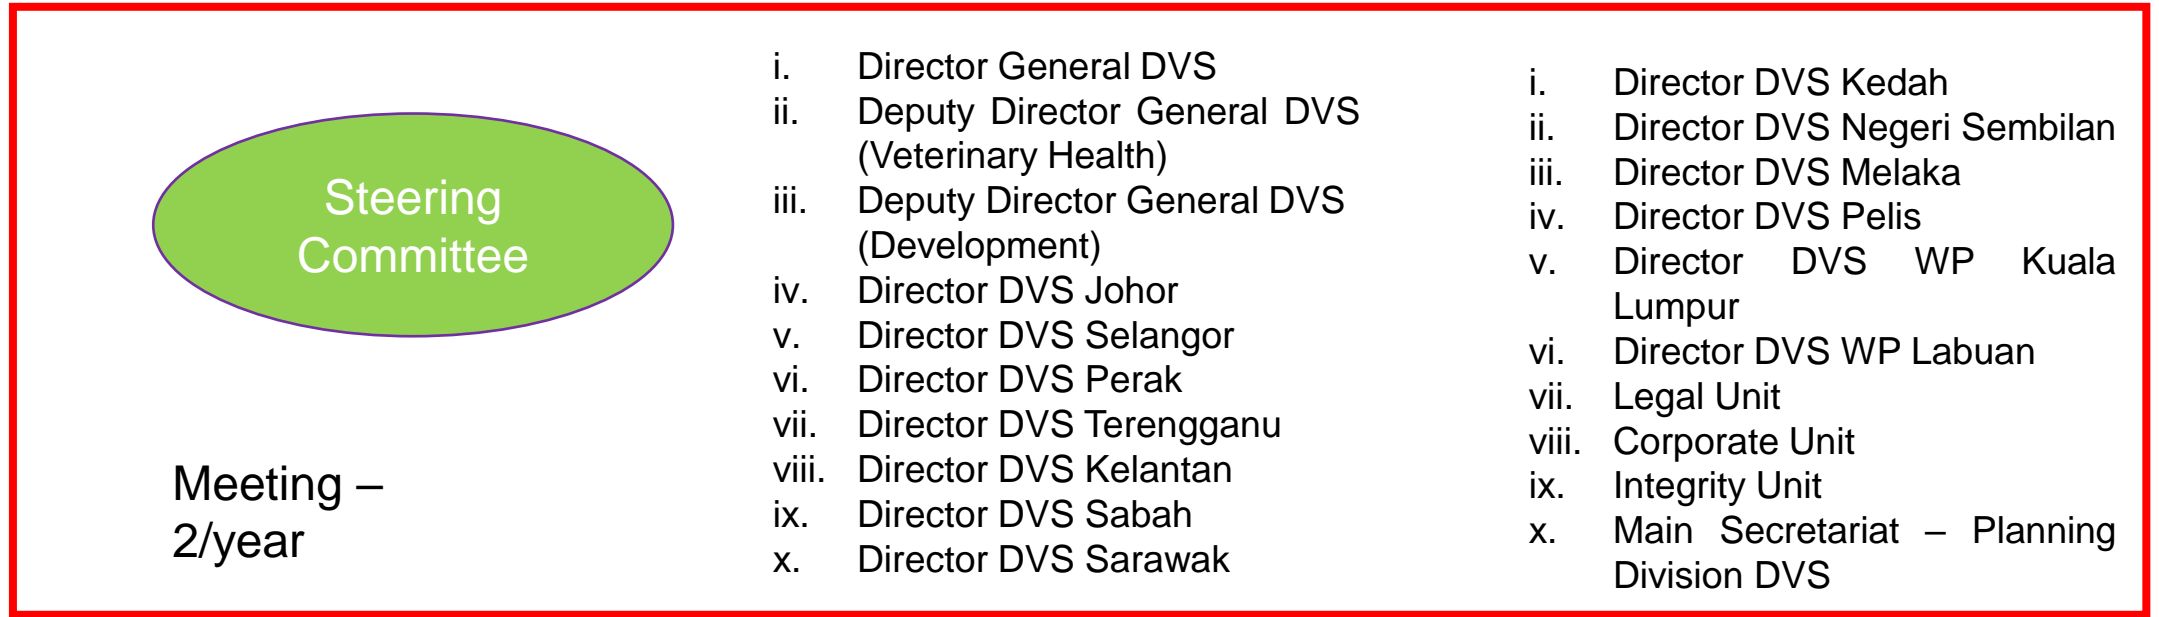 Steering
Committee
Meeting –
2/year
i. Director General DVS
ii. Deputy Director General DVS
(Veterinary Health)
iii. Deputy Director General DVS
(Development)
iv. Director DVS Johor
v. Director DVS Selangor
vi. Director DVS Perak
vii. Director DVS Terengganu
viii. Director DVS Kelantan
ix. Director DVS Sabah
x. Director DVS Sarawak
i. Director DVS Kedah
ii. Director DVS Negeri Sembilan
iii. Director DVS Melaka
iv. Director DVS Pelis
v. Director DVS WP Kuala
Lumpur
vi. Director DVS WP Labuan
vii. Legal Unit
viii. Corporate Unit
ix. Integrity Unit
x. Main Secretariat – Planning
Division DVS